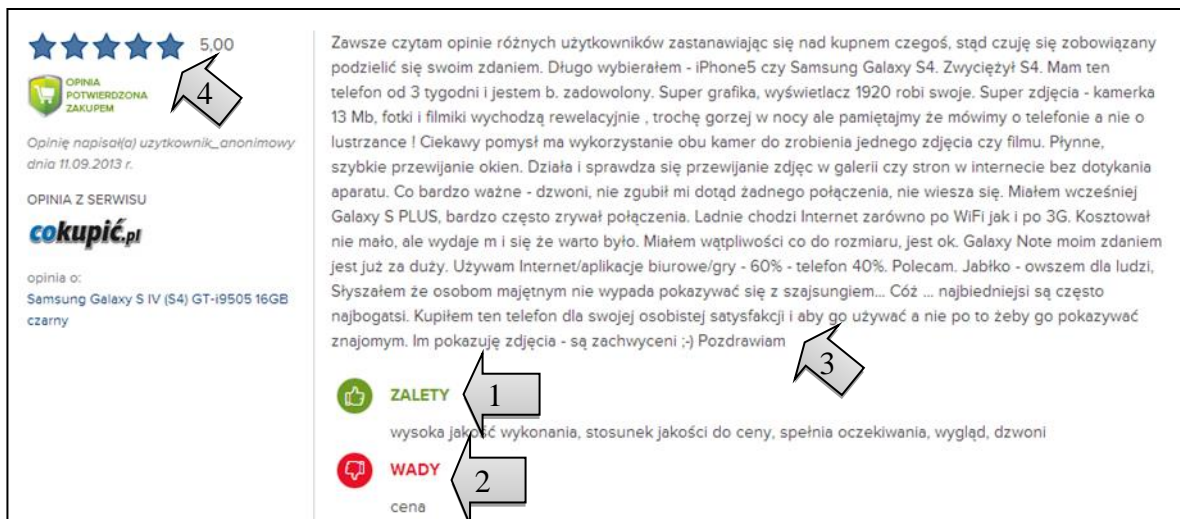 5,00
4
OPINIA
POTWIERDZONA
ZAKUPEM
Opinię napisał(a) uzytkownik_anonimowy
dnia 11.09.2013 r.
OPINIA Z SERWISU
cokupić.pl
opinia o:
Samsung Galaxy S IV (S4) GT-i9505 16GB
czarny
Zawsze czytam opinie różnych użytkowników zastanawiając się nad kupnem czegoś, stąd czuję się zobowiązany
podzielić się swoim zdaniem. Długo wybierałem - iPhone5 czy Samsung Galaxy S4. Zwyciężył S4. Mam ten
telefon od 3 tygodni i jestem b. zadowolony. Super grafika, wyświetlacz 1920 robi swoje. Super zdjęcia - kamerka
13 Mb, fotki i filmiki wychodzą rewelacyjnie , trochę gorzej w nocy ale pamiętajmy że mówimy o telefonie a nie o
lustrzance ! Ciekawy pomysł ma wykorzystanie obu kamer do zrobienia jednego zdjęcia czy filmu. Płynne,
szybkie przewijanie okien. Działa i sprawdza się przewijanie zdjęc w galerii czy stron w internecie bez dotykania
aparatu. Co bardzo ważne - dzwoni, nie zgubił mi dotąd żadnego połączenia, nie wiesza się. Miałem wcześniej
Galaxy S PLUS, bardzo często zrywał połączenia. Ladnie chodzi Internet zarówno po WiFi jak i po 3G. Kosztował
nie mało, ale wydaje m i się że warto było. Miałem wątpliwości co do rozmiaru, jest ok. Galaxy Note moim zdaniem
jest już za duży. Używam Internet/aplikacje biurowe/gry - 60% - telefon 40%. Polecam. Jabłko - owszem dla ludzi,
Słyszałem że osobom majętnym nie wypada pokazywać się z szajsungiem... Cóż ... najbiedniejsi są często
najbogatsi. Kupiłem ten telefon dla swojej osobistej satysfakcji i aby go używać a nie po to żeby go pokazywać
znajomym. Im pokazuję zdjęcia - są zachwyceni ;-) Pozdrawiam
3
ZALETY
1
wysoka jakość wykonania, stosunek jakości do ceny, spełnia oczekiwania, wygląd, dzwoni
WADY
2
cena